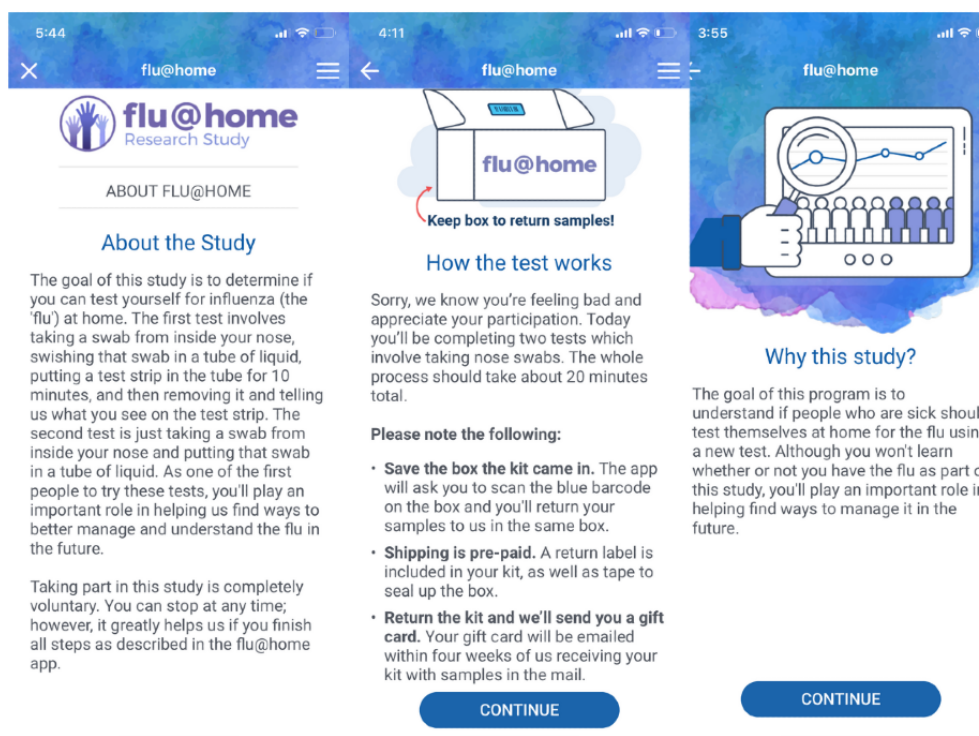 5:44
flu@home
flu@home
Research Study
ABOUT FLU@HOME
About the Study
The goal of this study is to determine if
you can test yourself for influenza (the
'flu') at home. The first test involves
taking a swab from inside your nose,
swishing that swab in a tube of liquid,
putting a test strip in the tube for 10
minutes, and then removing it and telling
us what you see on the test strip. The
second test is just taking a swab from
inside your nose and putting that swab
in a tube of liquid. As one of the first
people to try these tests, you'll play an
important role in helping us find ways to
better manage and understand the flu in
the future.
Taking part in this study is completely
voluntary. You can stop at any time;
however, it greatly helps us if you finish
all steps as described in the flu@home
app.
4:11
flu@home
flu@home
Keep box to return samples!
How the test works
Sorry, we know you're feeling bad and
appreciate your participation. Today
you'll be completing two tests which
involve taking nose swabs. The whole
process should take about 20 minutes
total.
Please note the following:
• Save the box the kit came in. The app
will ask you to scan the blue barcode
on the box and you'll return your
samples to us in the same box.
• Shipping is pre-paid. A return label is
included in your kit, as well as tape to
seal up the box.
• Return the kit and we'll send you a gift
card. Your gift card will be emailed
within four weeks of us receiving your
kit with samples in the mail.
CONTINUE
3:55
flu@home
Why this study?
The goal of this program is to
understand if people who are sick shoul
test themselves at home for the flu usin
a new test. Although you won't learn
whether or not you have the flu as part o
this study, you'll play an important role i
helping find ways to manage it in the
future.
CONTINUE